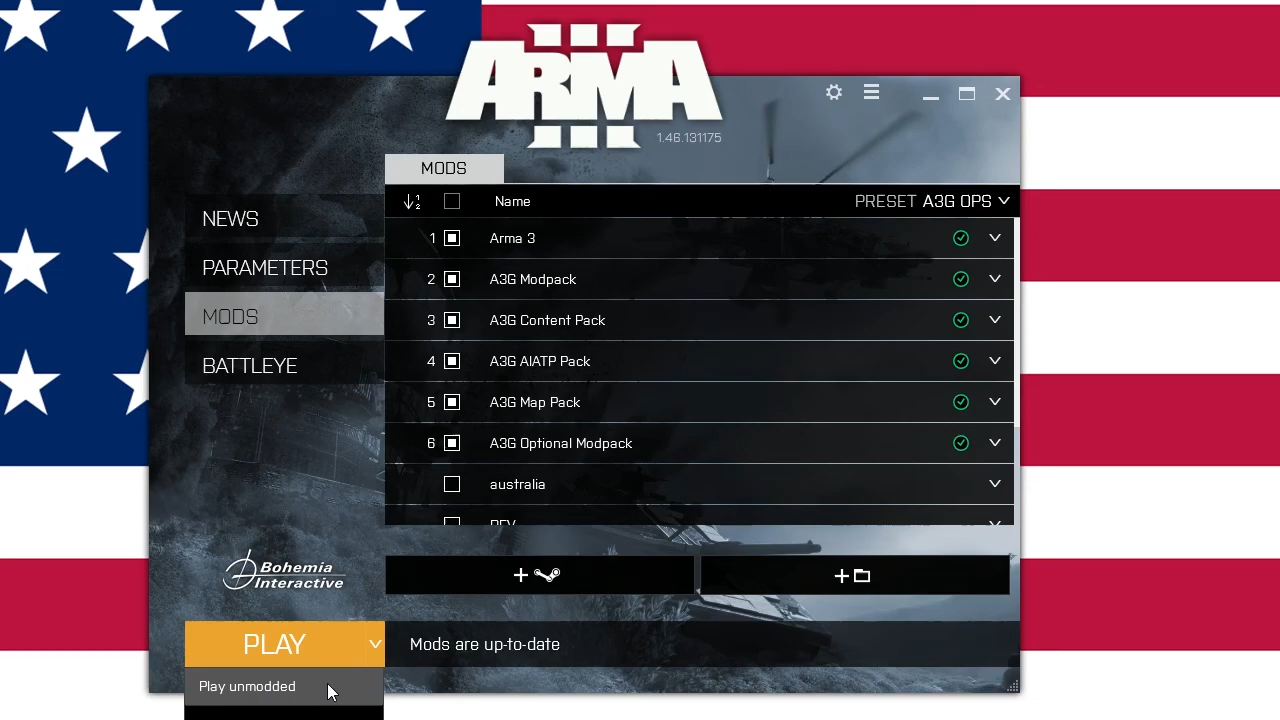 ARMA III
1.46.131175
MODS
Name
PRESET A3G OPS
NEWS
PARAMETERS
MODS
BATTLEYE
1 Arma 3
2 A3G Modpack
3 A3G Content Pack
4 A3G AIATP Pack
5 A3G Map Pack
6 A3G Optional Modpack
australia
Bohemia
Interactive
PLAY
Mods are up-to-date
Play unmodded